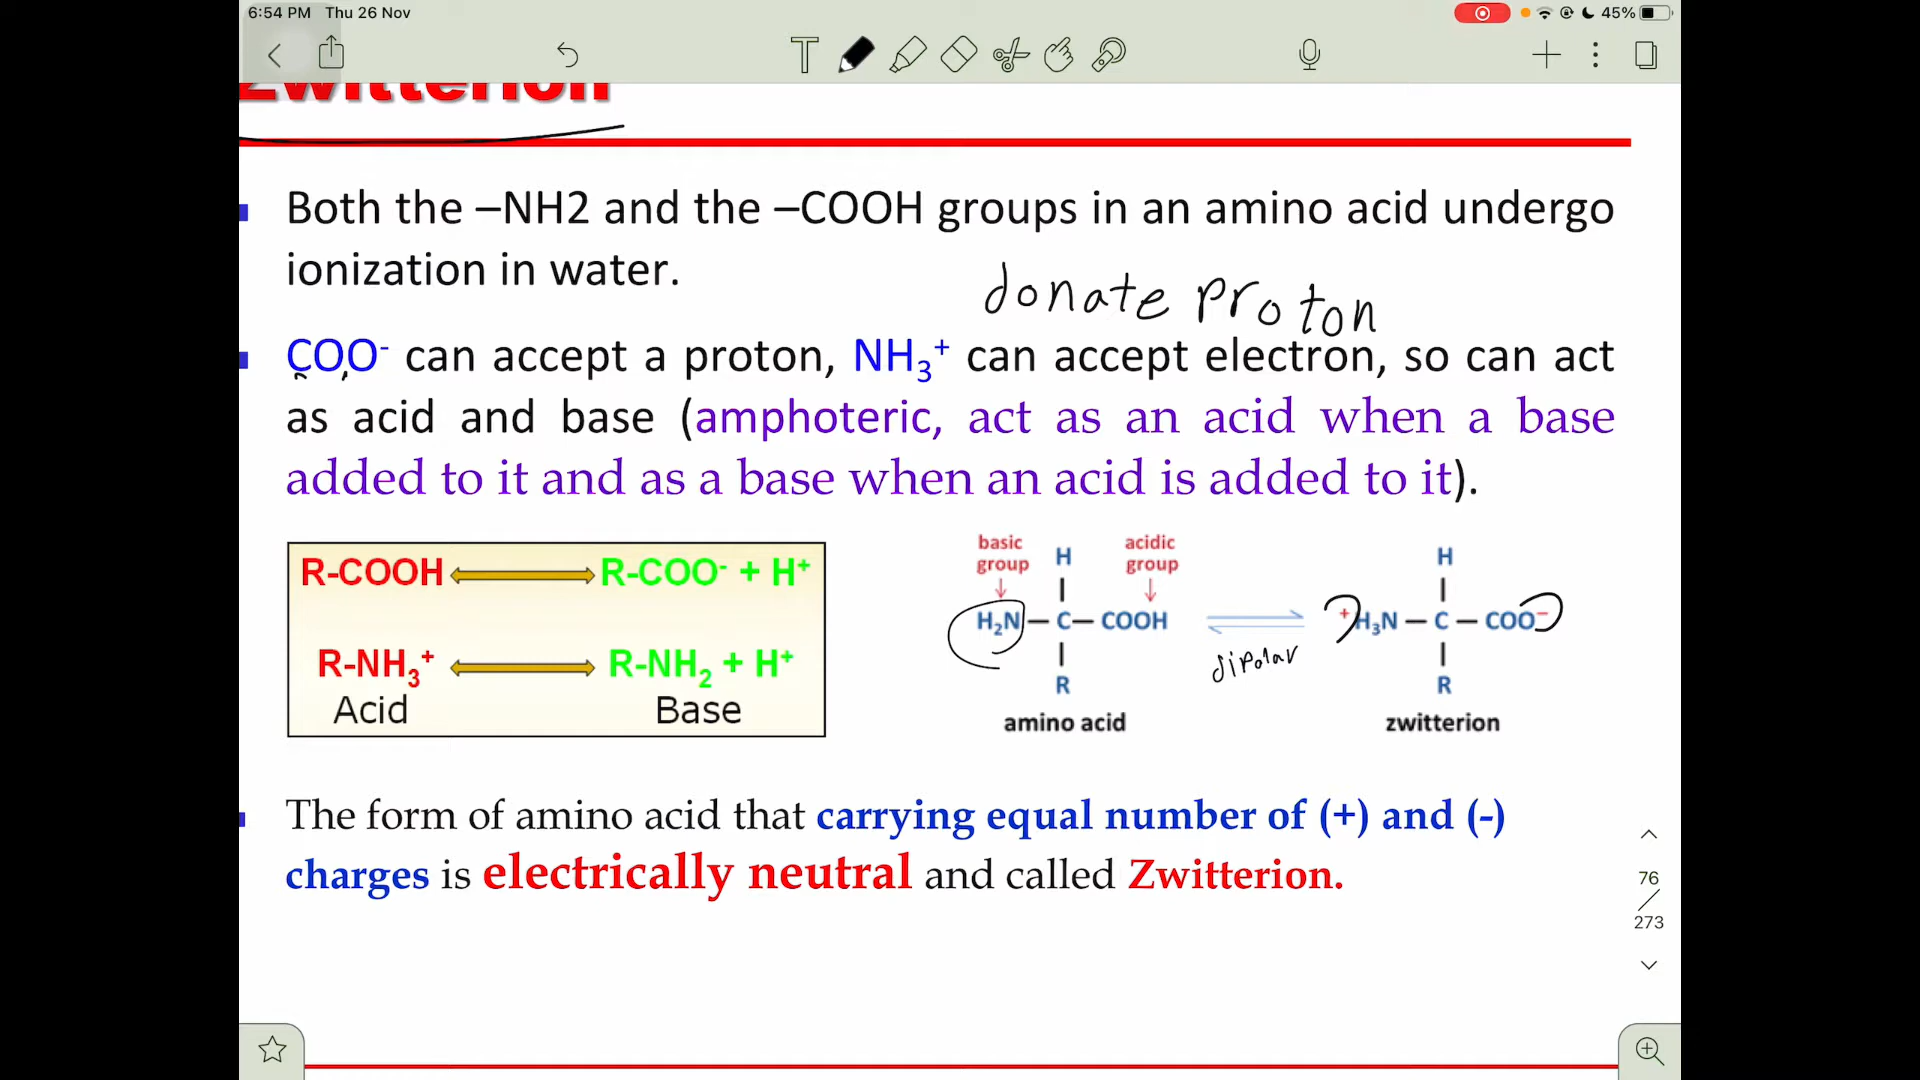 6:54 PM Thu 26 Nov
45%
Zwitterion
Both the –NH2 and the –COOH groups in an amino acid undergo
ionization in water.
donate proton
COO- can accept a proton, NH3+ can accept electron, so can act
as acid and base (amphoteric, act as an acid when a base
added to it and as a base when an acid is added to it).
R-COOH R-COO- + H+
R-NH3+ R-NH2 + H+
Acid Base
basic
group
acidic
group
H
H2N — C — COOH
R
amino acid
dipolar
H
+H3N — C — COO−
R
zwitterion
The form of amino acid that carrying equal number of (+) and (-)
charges is electrically neutral and called Zwitterion.
76
273